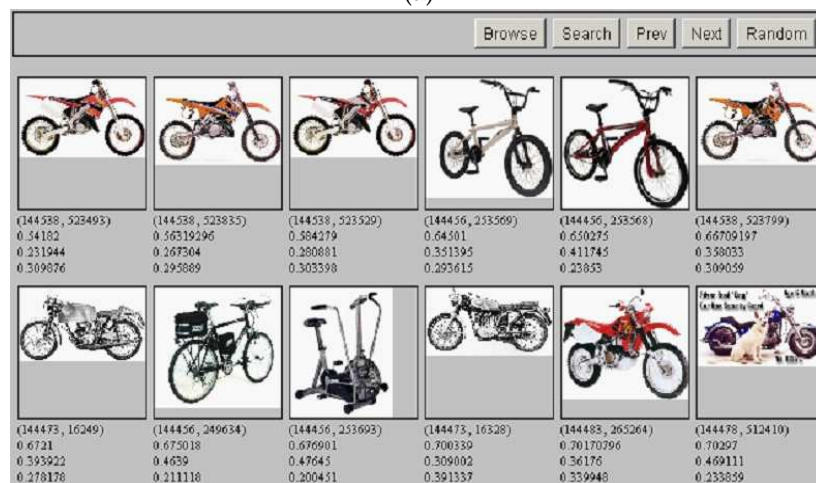 Browse Search Prev Next Random
(144538, 523493) (144538, 523835) (144538, 523529) (144456, 253569) (144456, 253568) (144538, 523799)
0.54182 0.56319296 0.584279 0.64501 0.650275 0.66709197
0.231944 0.267304 0.280881 0.351395 0.411745 0.358033
0.309876 0.295889 0.303398 0.293615 0.23853 0.309059
(144473, 16249) (144456, 249634) (144456, 253693) (144473, 16328) (144483, 265264) (144478, 512410)
0.6721 0.675018 0.676901 0.700339 0.70170796 0.70297
0.393922 0.4639 0.47645 0.309002 0.36176 0.469111
0.278178 0.211118 0.200451 0.391337 0.339948 0.233859